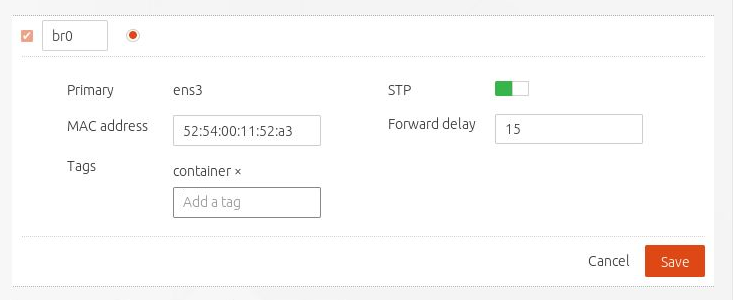 br0
Primary ens3 STP
MAC address 52:54:00:11:52:a3 Forward delay 15
Tags container ×
Add a tag
Cancel Save